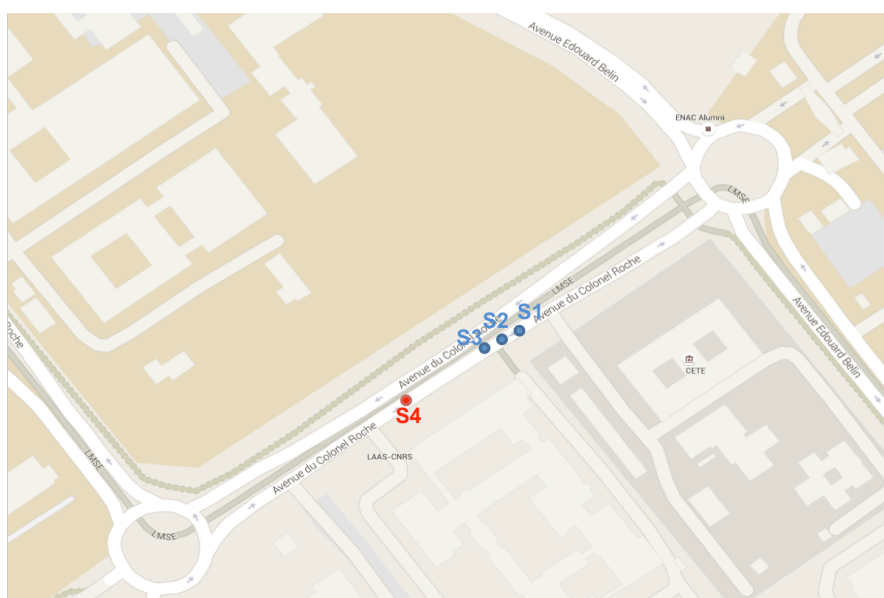 Avenue Edouard Belin
ENAC Alumni
LMSE
LMSE
Avenue du Colonel Roche
S1
S2
S3
Avenue du Colonel Roche
Roche
CETE
Avenue Edouard Belin
S4
Avenue du Colonel Roche
LAAS-CNRS
LMSE
LMSE